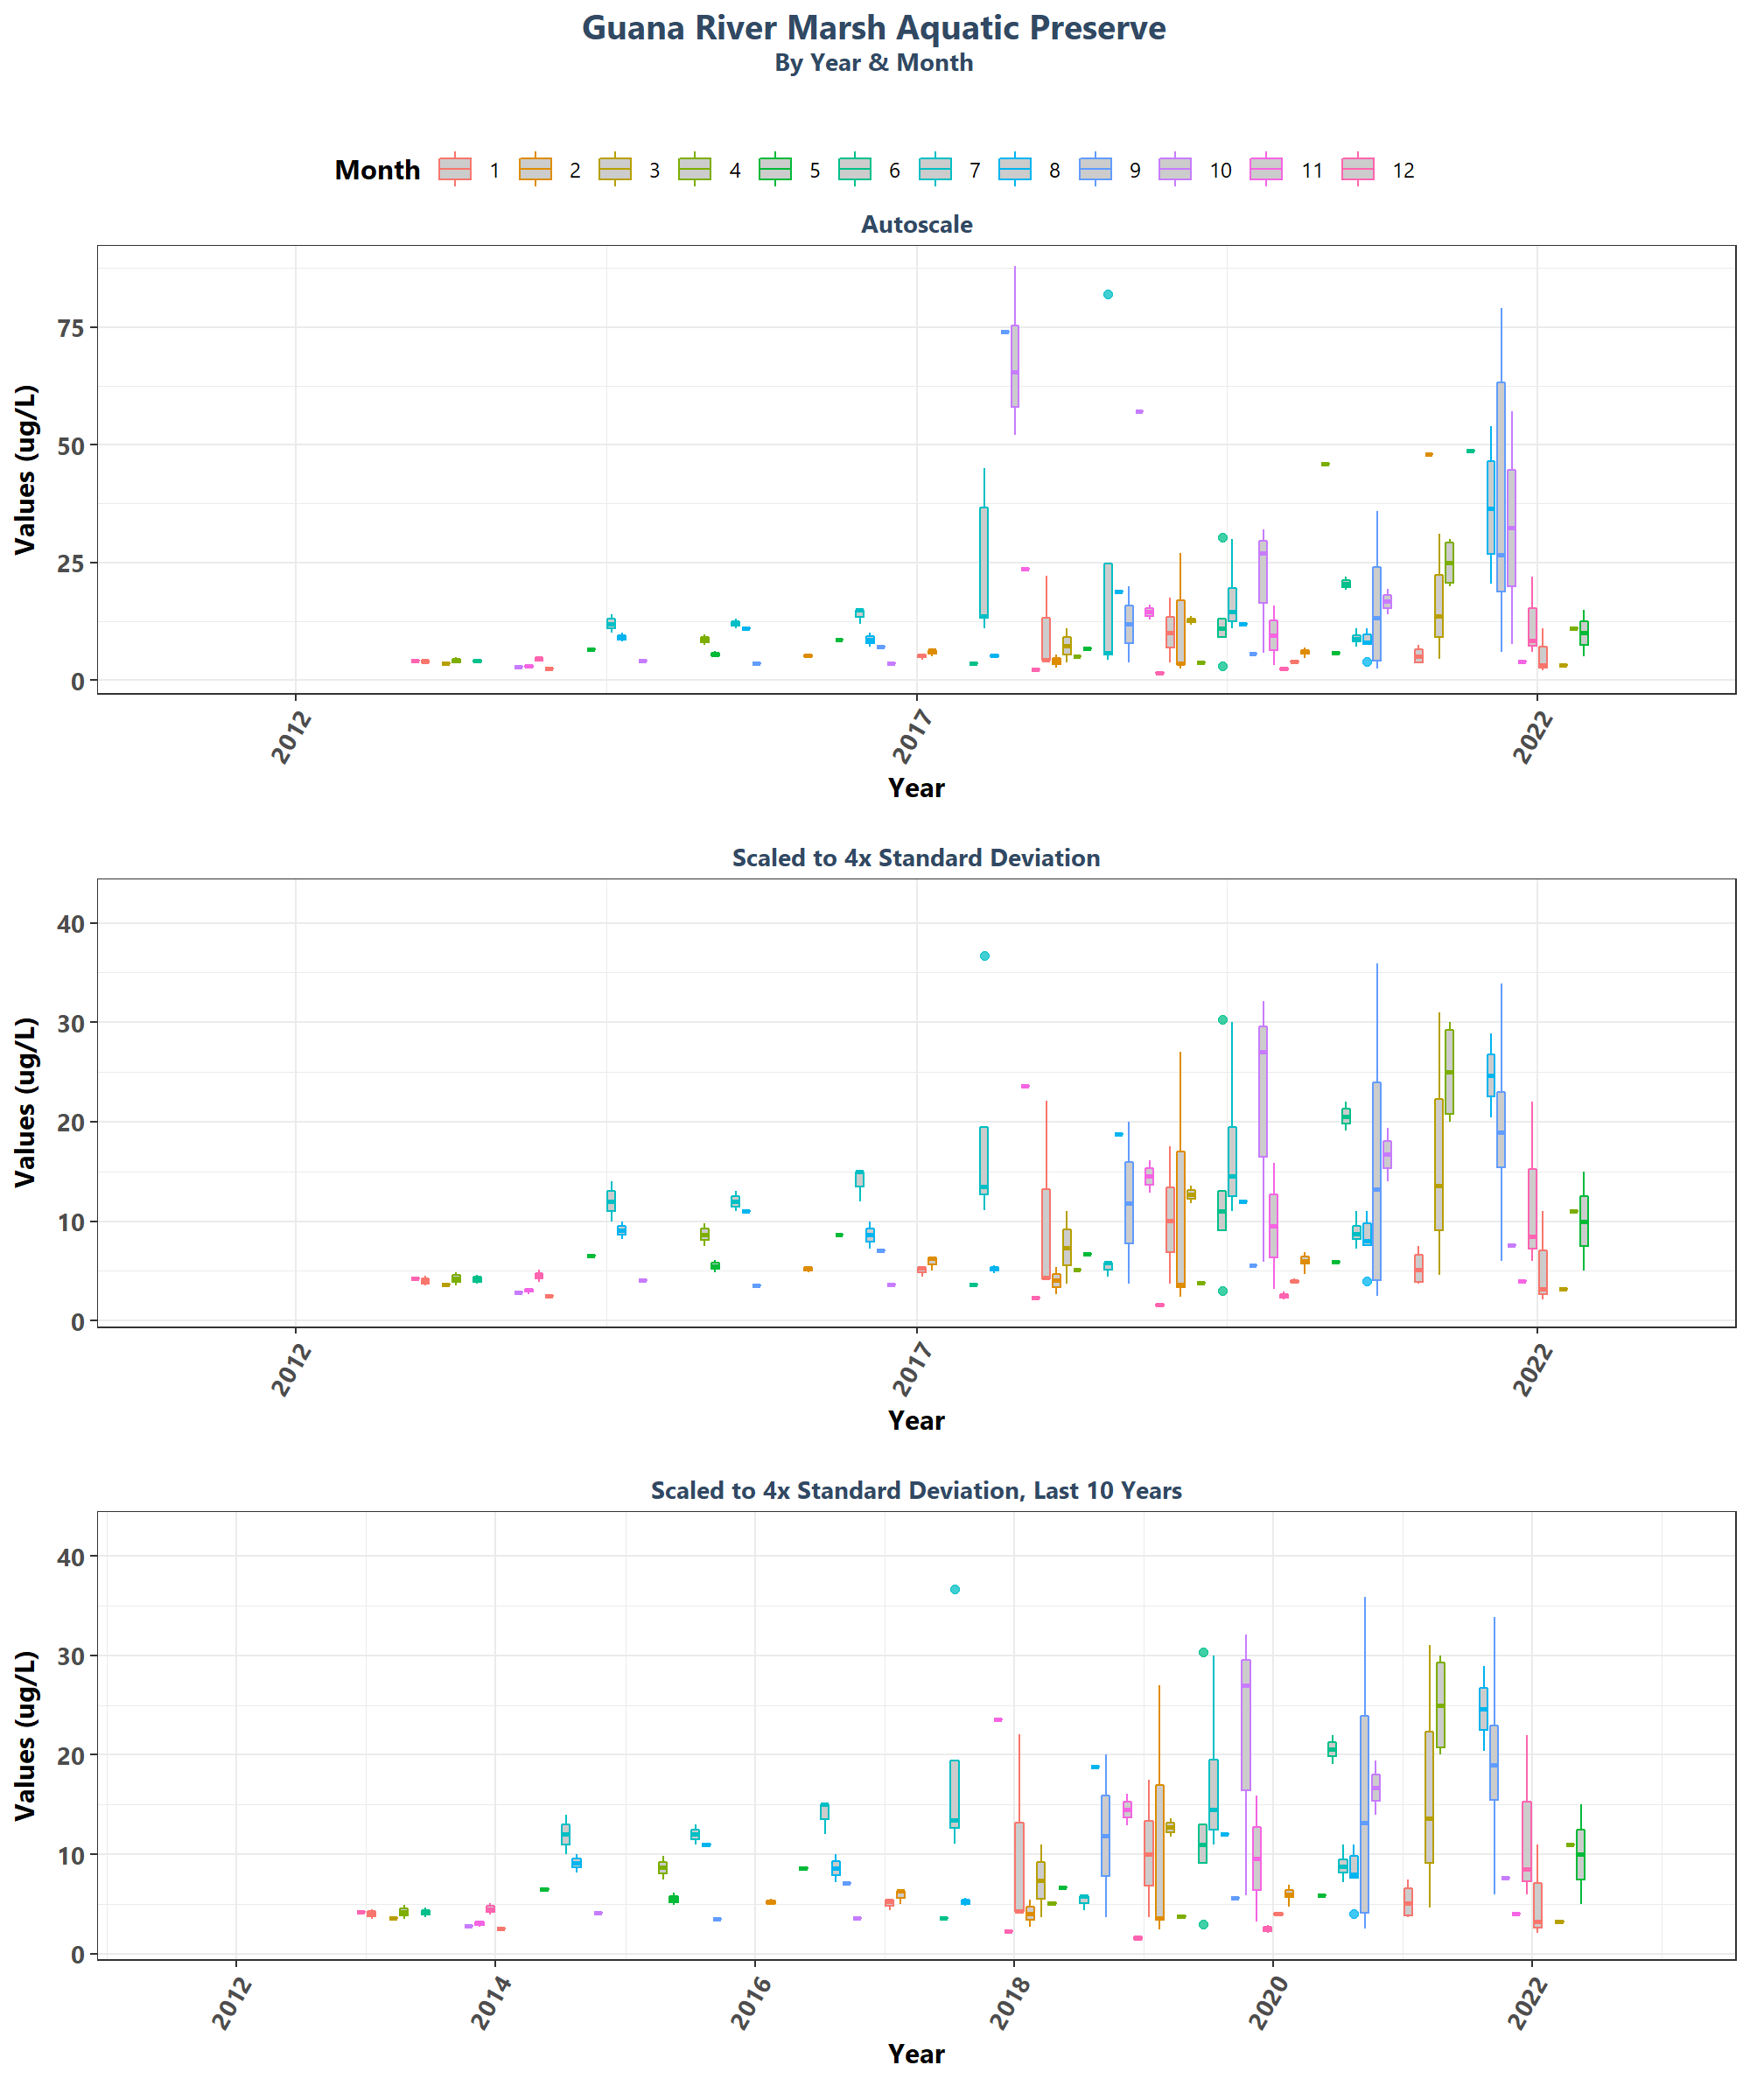 Guana River Marsh Aquatic Preserve
By Year & Month
Month 1 2 3 4 5 6 7 8 9 10 11 12
Autoscale
Values (ug/L)
75
50
25
0
2012 2017 2022
Year
Scaled to 4x Standard Deviation
Values (ug/L)
40
30
20
10
0
2012 2017 2022
Year
Scaled to 4x Standard Deviation, Last 10 Years
Values (ug/L)
40
30
20
10
0
2012 2014 2016 2018 2020 2022
Year